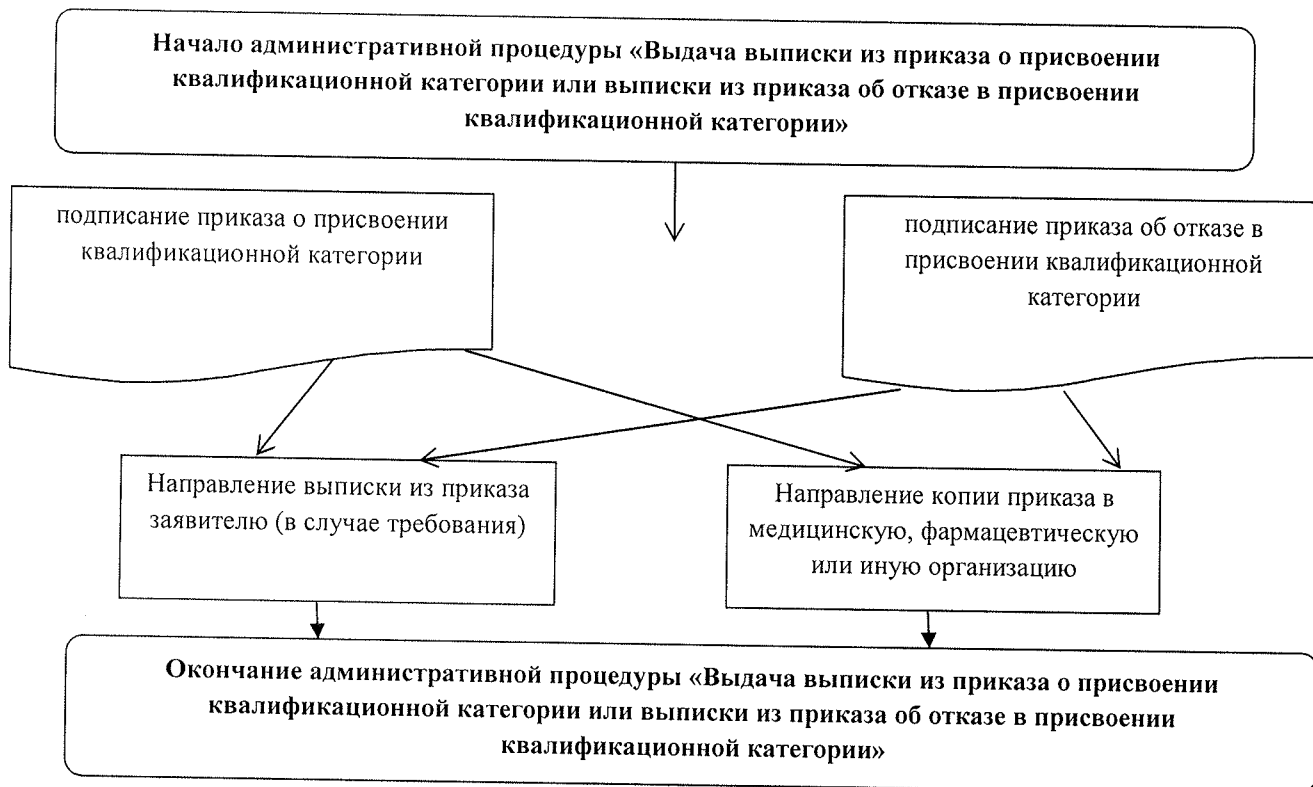 Начало административной процедуры «Выдача выписки из приказа о присвоении
квалификационной категории или выписки из приказа об отказе в присвоении
квалификационной категории»
подписание приказа о присвоении
квалификационной категории
подписание приказа об отказе в
присвоении квалификационной
категории
Направление выписки из приказа
заявителю (в случае требования)
Направление копии приказа в
медицинскую, фармацевтическую
или иную организацию
Окончание административной процедуры «Выдача выписки из приказа о присвоении
квалификационной категории или выписки из приказа об отказе в присвоении
квалификационной категории»